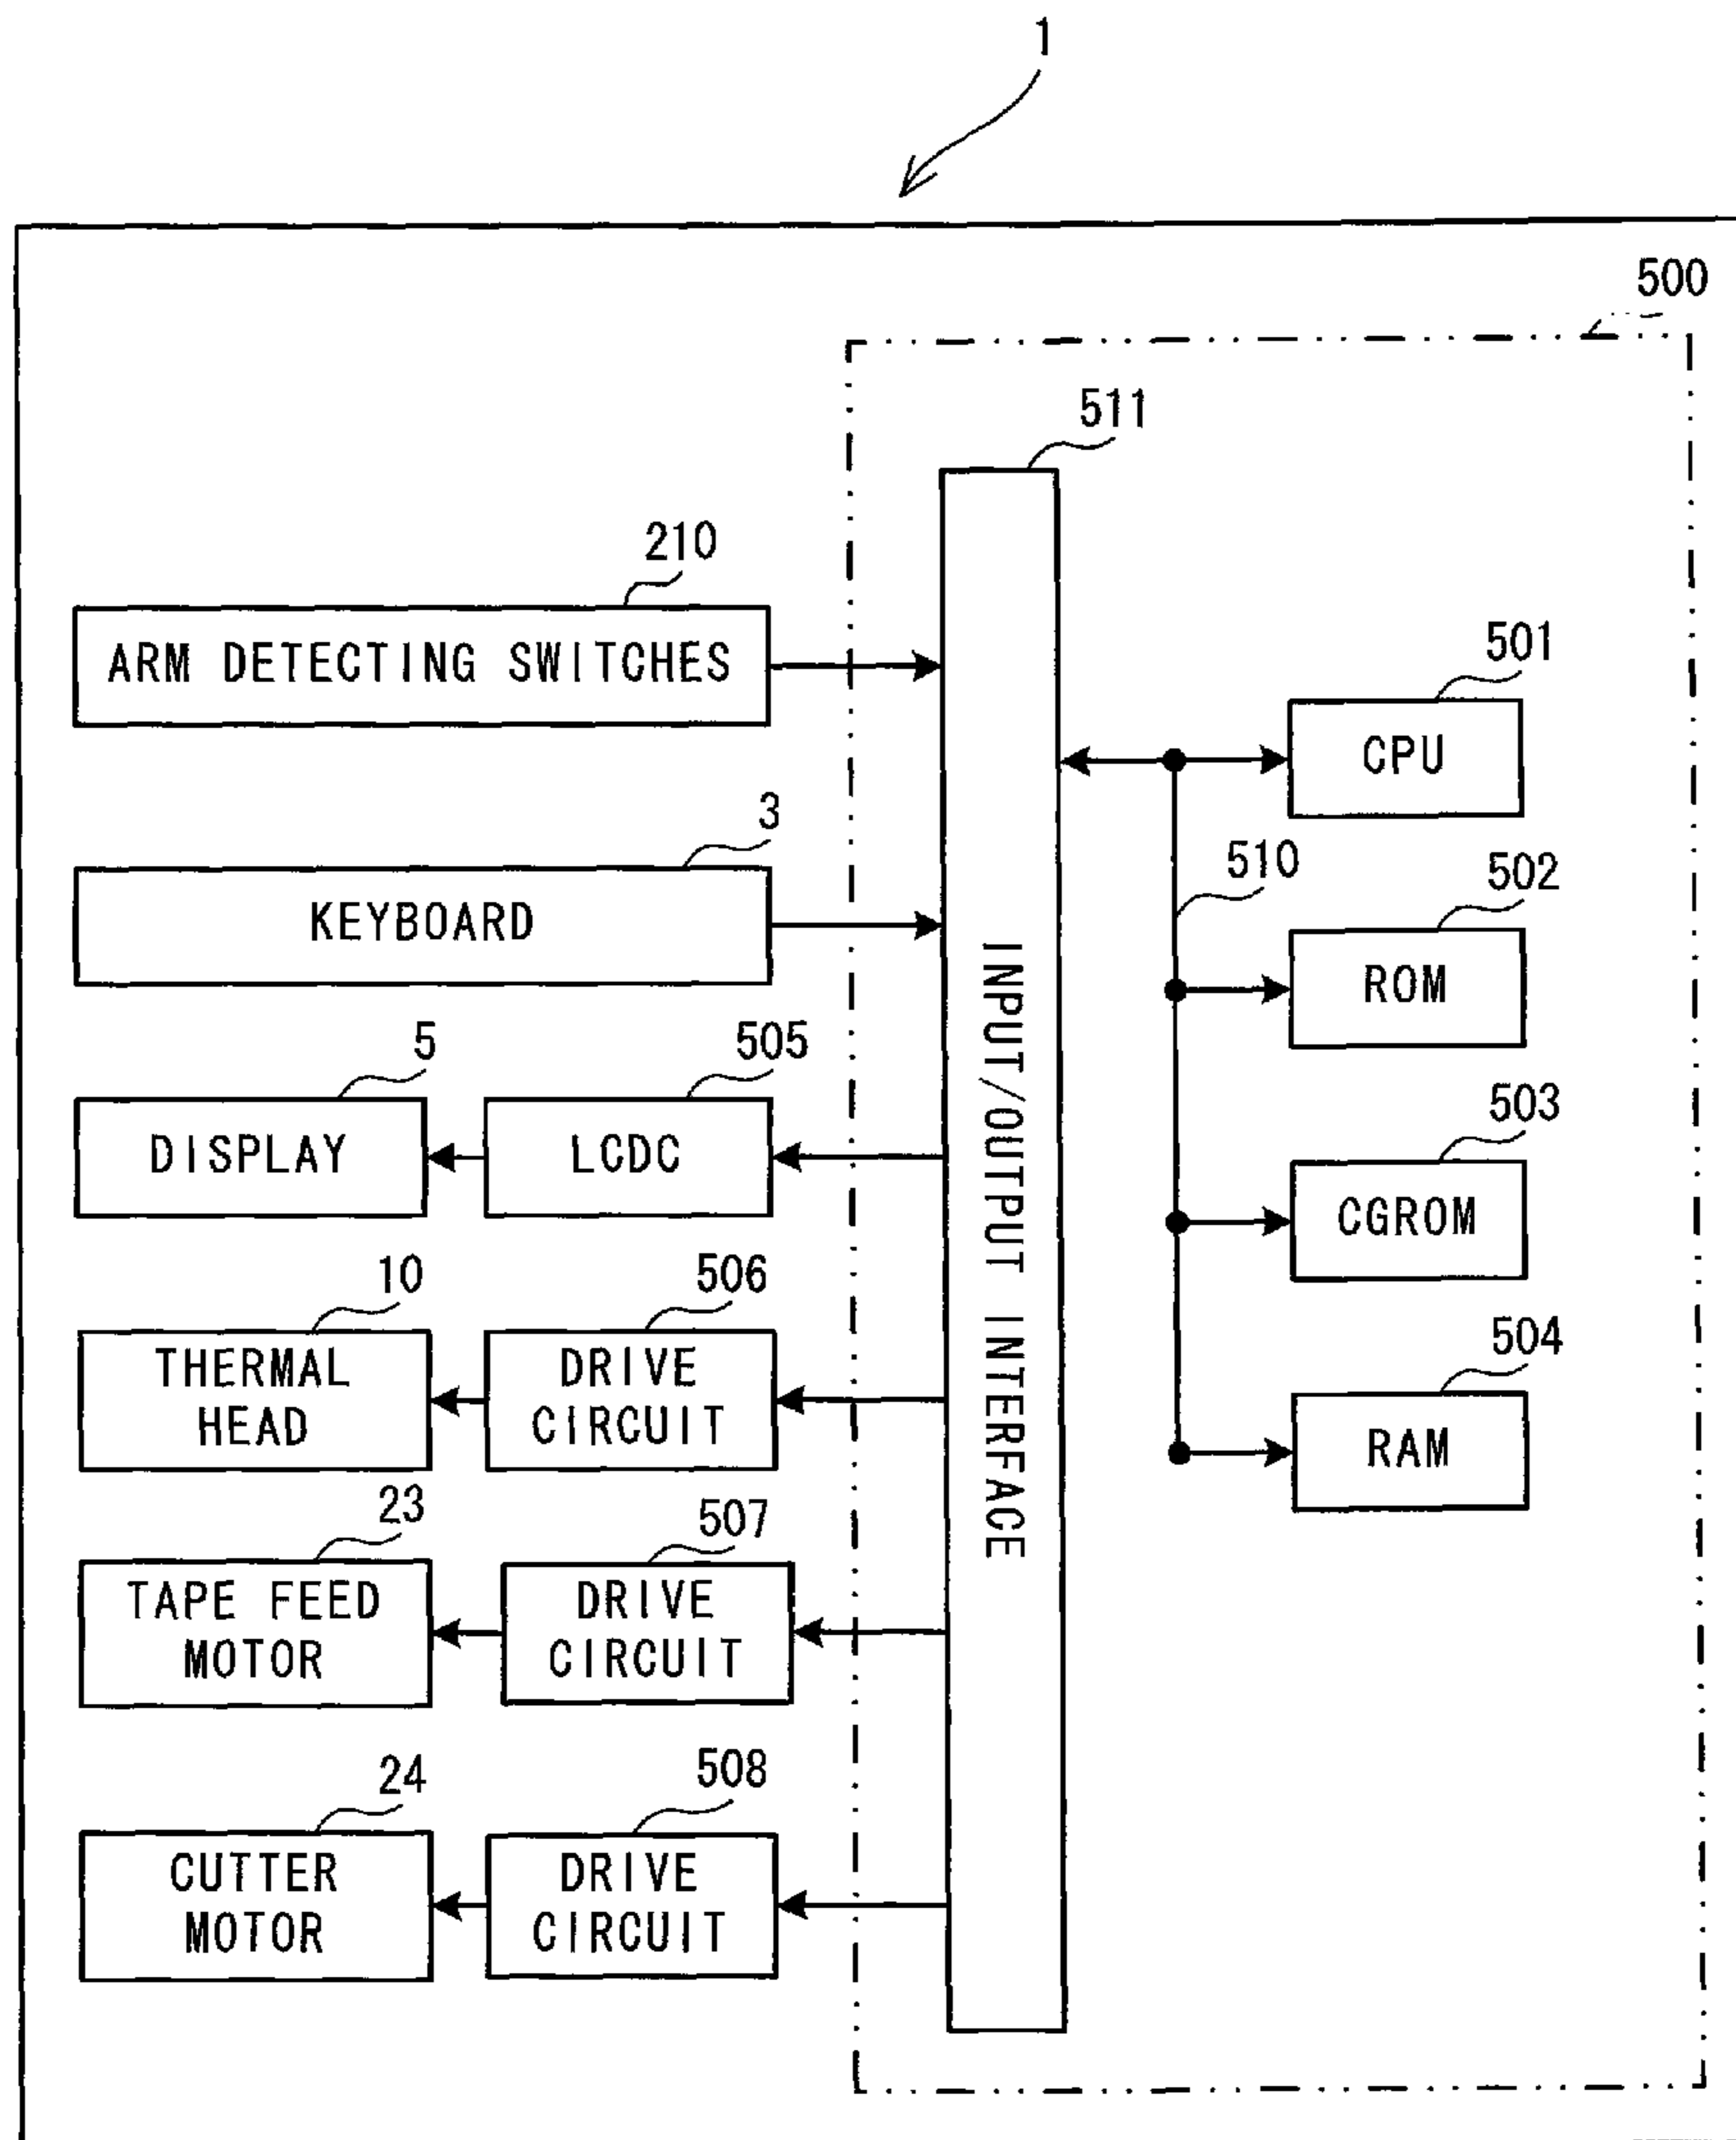 1
500
511
210
ARM DETECTING SWITCHES
501
CPU
3
KEYBOARD
510
502
ROM
5
505
DISPLAY
LCDC
INPUT/OUTPUT INTERFACE
503
CGROM
10
506
THERMAL
HEAD
DRIVE
CIRCUIT
504
RAM
23
507
TAPE FEED
MOTOR
DRIVE
CIRCUIT
24
508
CUTTER
MOTOR
DRIVE
CIRCUIT